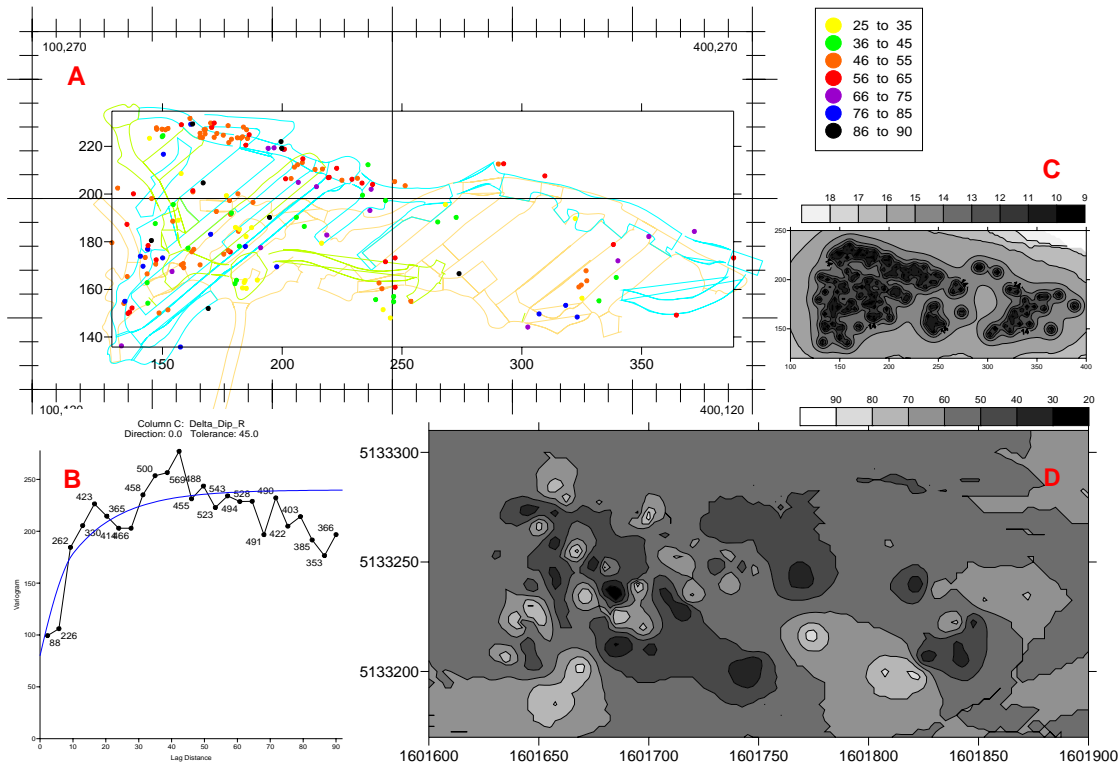 100,270
400,270
A
220
200
180
160
140
150
200
250
300
350
100,120
400,120
25 to 35
36 to 45
46 to 55
56 to 65
66 to 75
76 to 85
86 to 90
C
18 17 16 15 14 13 12 11 10 9
250
200
150
100 150 200 250 300 350 400
14
14
Column C: Delta_Dip_R
Direction: 0.0 Tolerance: 45.0
B
Variogram
250
200
150
100
50
0
0 10 20 30 40 50 60 70 80 90
Lag Distance
88
226
262
330
423
365
414
466
458
500
569
455
488
523
543
494
528
491
490
422
403
385
353
366
90 80 70 60 50 40 30 20
D
5133300
5133250
5133200
1601600 1601650 1601700 1601750 1601800 1601850 1601900